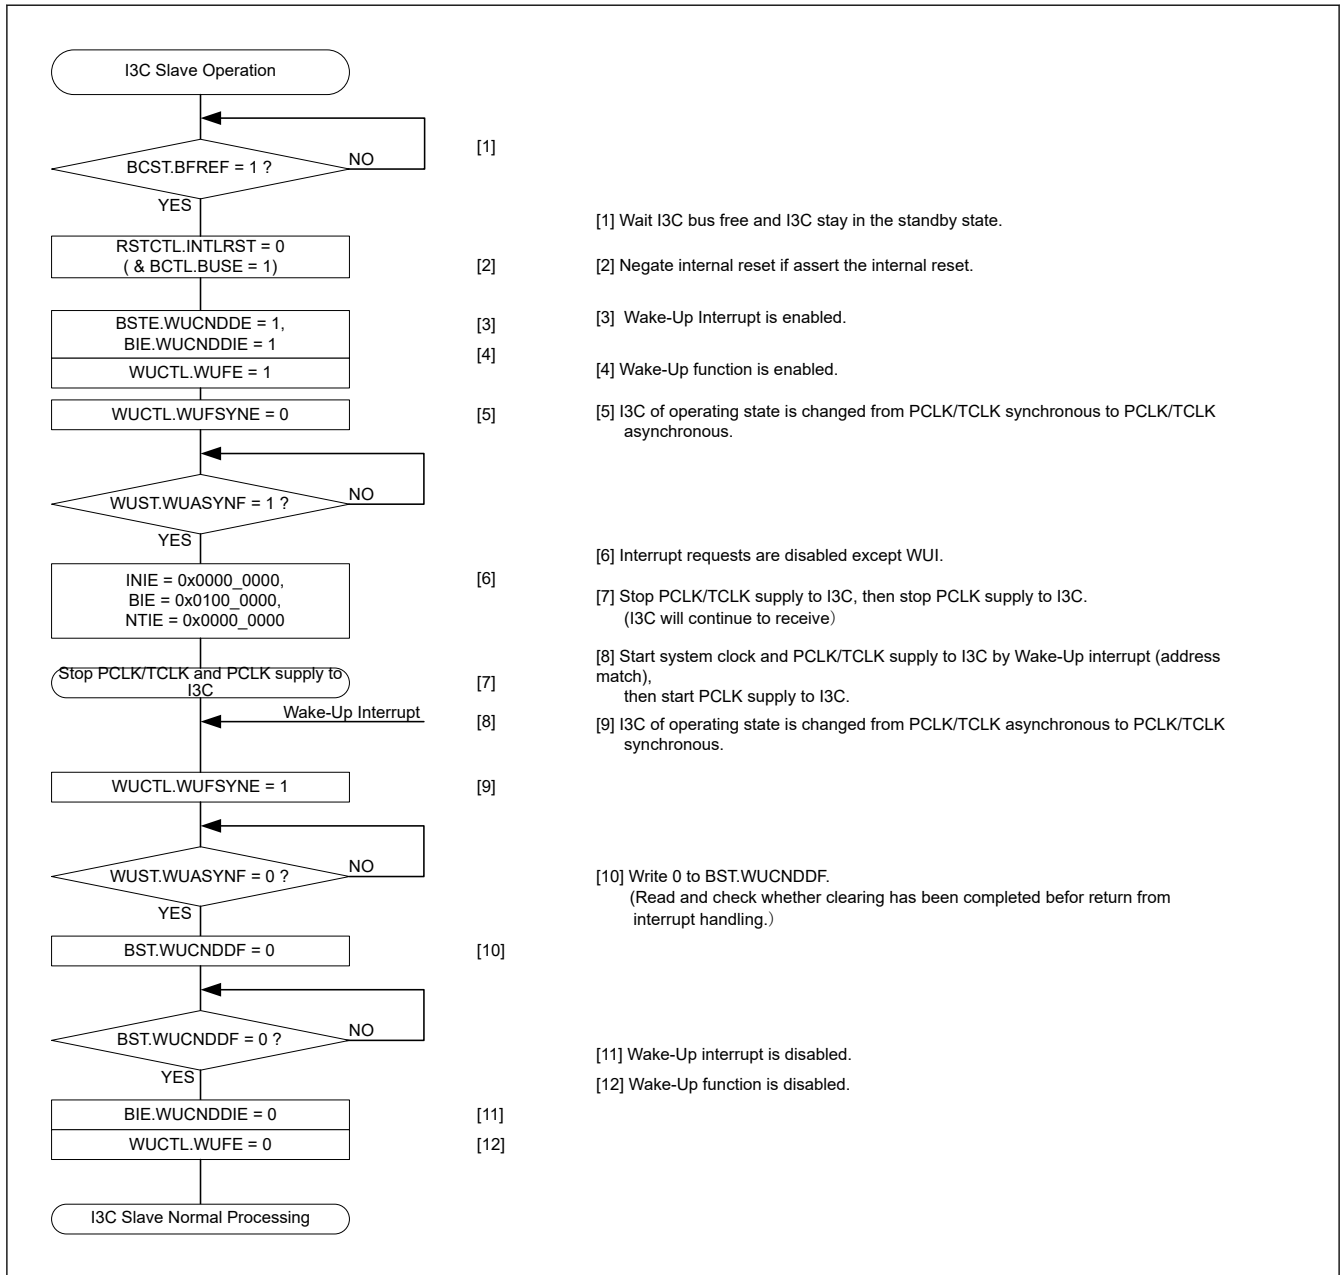 I3C Slave Operation
BCST.BFREF = 1 ?
NO
[1]
YES
[1] Wait I3C bus free and I3C stay in the standby state.
RSTCTL.INTLRST = 0
( & BCTL.BUSE = 1)
[2]
[2] Negate internal reset if assert the internal reset.
BSTE.WUCNDDE = 1,
BIE.WUCNDDIE = 1
[3]
[3] Wake-Up Interrupt is enabled.
[4]
WUCTL.WUFE = 1
[4] Wake-Up function is enabled.
WUCTL.WUFSYNE = 0
[5]
[5] I3C of operating state is changed from PCLK/TCLK synchronous to PCLK/TCLK
asynchronous.
WUST.WUASYNF = 1 ?
NO
YES
[6] Interrupt requests are disabled except WUI.
INIE = 0x0000_0000,
BIE = 0x0100_0000,
NTIE = 0x0000_0000
[6]
[7] Stop PCLK/TCLK supply to I3C, then stop PCLK supply to I3C.
(I3C will continue to receive）
Stop PCLK/TCLK and PCLK supply to
I3C
[7]
[8] Start system clock and PCLK/TCLK supply to I3C by Wake-Up interrupt (address
match),
then start PCLK supply to I3C.
Wake-Up Interrupt
[8]
[9] I3C of operating state is changed from PCLK/TCLK asynchronous to PCLK/TCLK
synchronous.
WUCTL.WUFSYNE = 1
[9]
WUST.WUASYNF = 0 ?
NO
YES
[10] Write 0 to BST.WUCNDDF.
(Read and check whether clearing has been completed befor return from
interrupt handling.）
BST.WUCNDDF = 0
[10]
BST.WUCNDDF = 0 ?
NO
YES
[11] Wake-Up interrupt is disabled.
[12] Wake-Up function is disabled.
BIE.WUCNDDIE = 0
[11]
WUCTL.WUFE = 0
[12]
I3C Slave Normal Processing